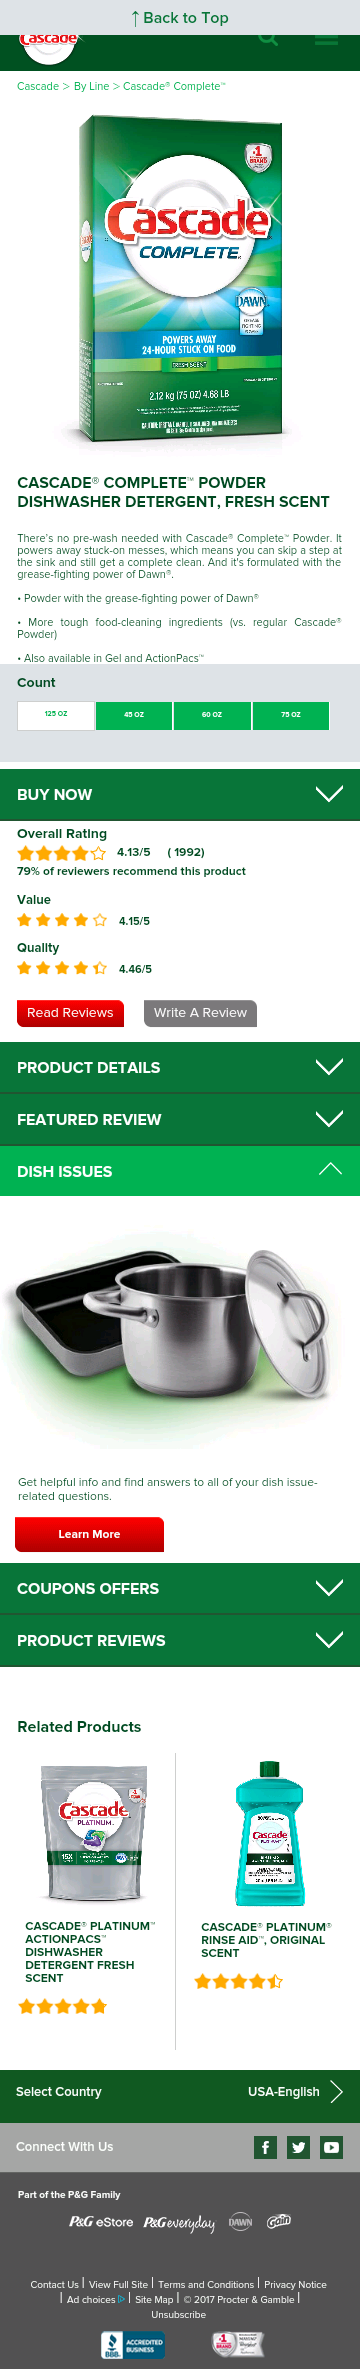 ↑ Back to Top
Cascade
Cascade > By Line > Cascade® Complete™
#1
BRAND
Cascade
COMPLETE.
DAWN
POWERS AWAY
24-HOUR STUCK ON FOOD
FRESH SCENT
2.12 kg (75 OZ) 4.68 LB
CASCADE® COMPLETE™ POWDER
DISHWASHER DETERGENT, FRESH SCENT
There's no pre-wash needed with Cascade® Complete™ Powder. It
powers away stuck-on messes, which means you can skip a step at
the sink and still get a complete clean. And it's formulated with the
grease-fighting power of Dawn®.
• Powder with the grease-fighting power of Dawn®
• More tough food-cleaning ingredients (vs. regular Cascade®
Powder)
• Also available in Gel and ActionPacs™
Count
125 OZ 45 OZ 60 OZ 75 OZ
BUY NOW
Overall Rating
4.13/5 ( 1992)
79% of reviewers recommend this product
Value
4.15/5
Quality
4.46/5
Read Reviews Write A Review
PRODUCT DETAILS
FEATURED REVIEW
DISH ISSUES
Get helpful info and find answers to all of your dish issue-
related questions.
Learn More
COUPONS OFFERS
PRODUCT REVIEWS
Related Products
Cascade
PLATINUM.
15X
Cascade
PLATINUM
CASCADE® PLATINUM™
ACTIONPACS™
DISHWASHER
DETERGENT FRESH
SCENT
CASCADE® PLATINUM®
RINSE AID™, ORIGINAL
SCENT
Select Country USA-English
Connect With Us
Part of the P&G Family
P&G eStore P&G everyday DAWN Gain
Contact Us | View Full Site | Terms and Conditions | Privacy Notice
| Ad choices | Site Map | © 2017 Procter & Gamble |
Unsubscribe
BBB. ACCREDITED
BUSINESS